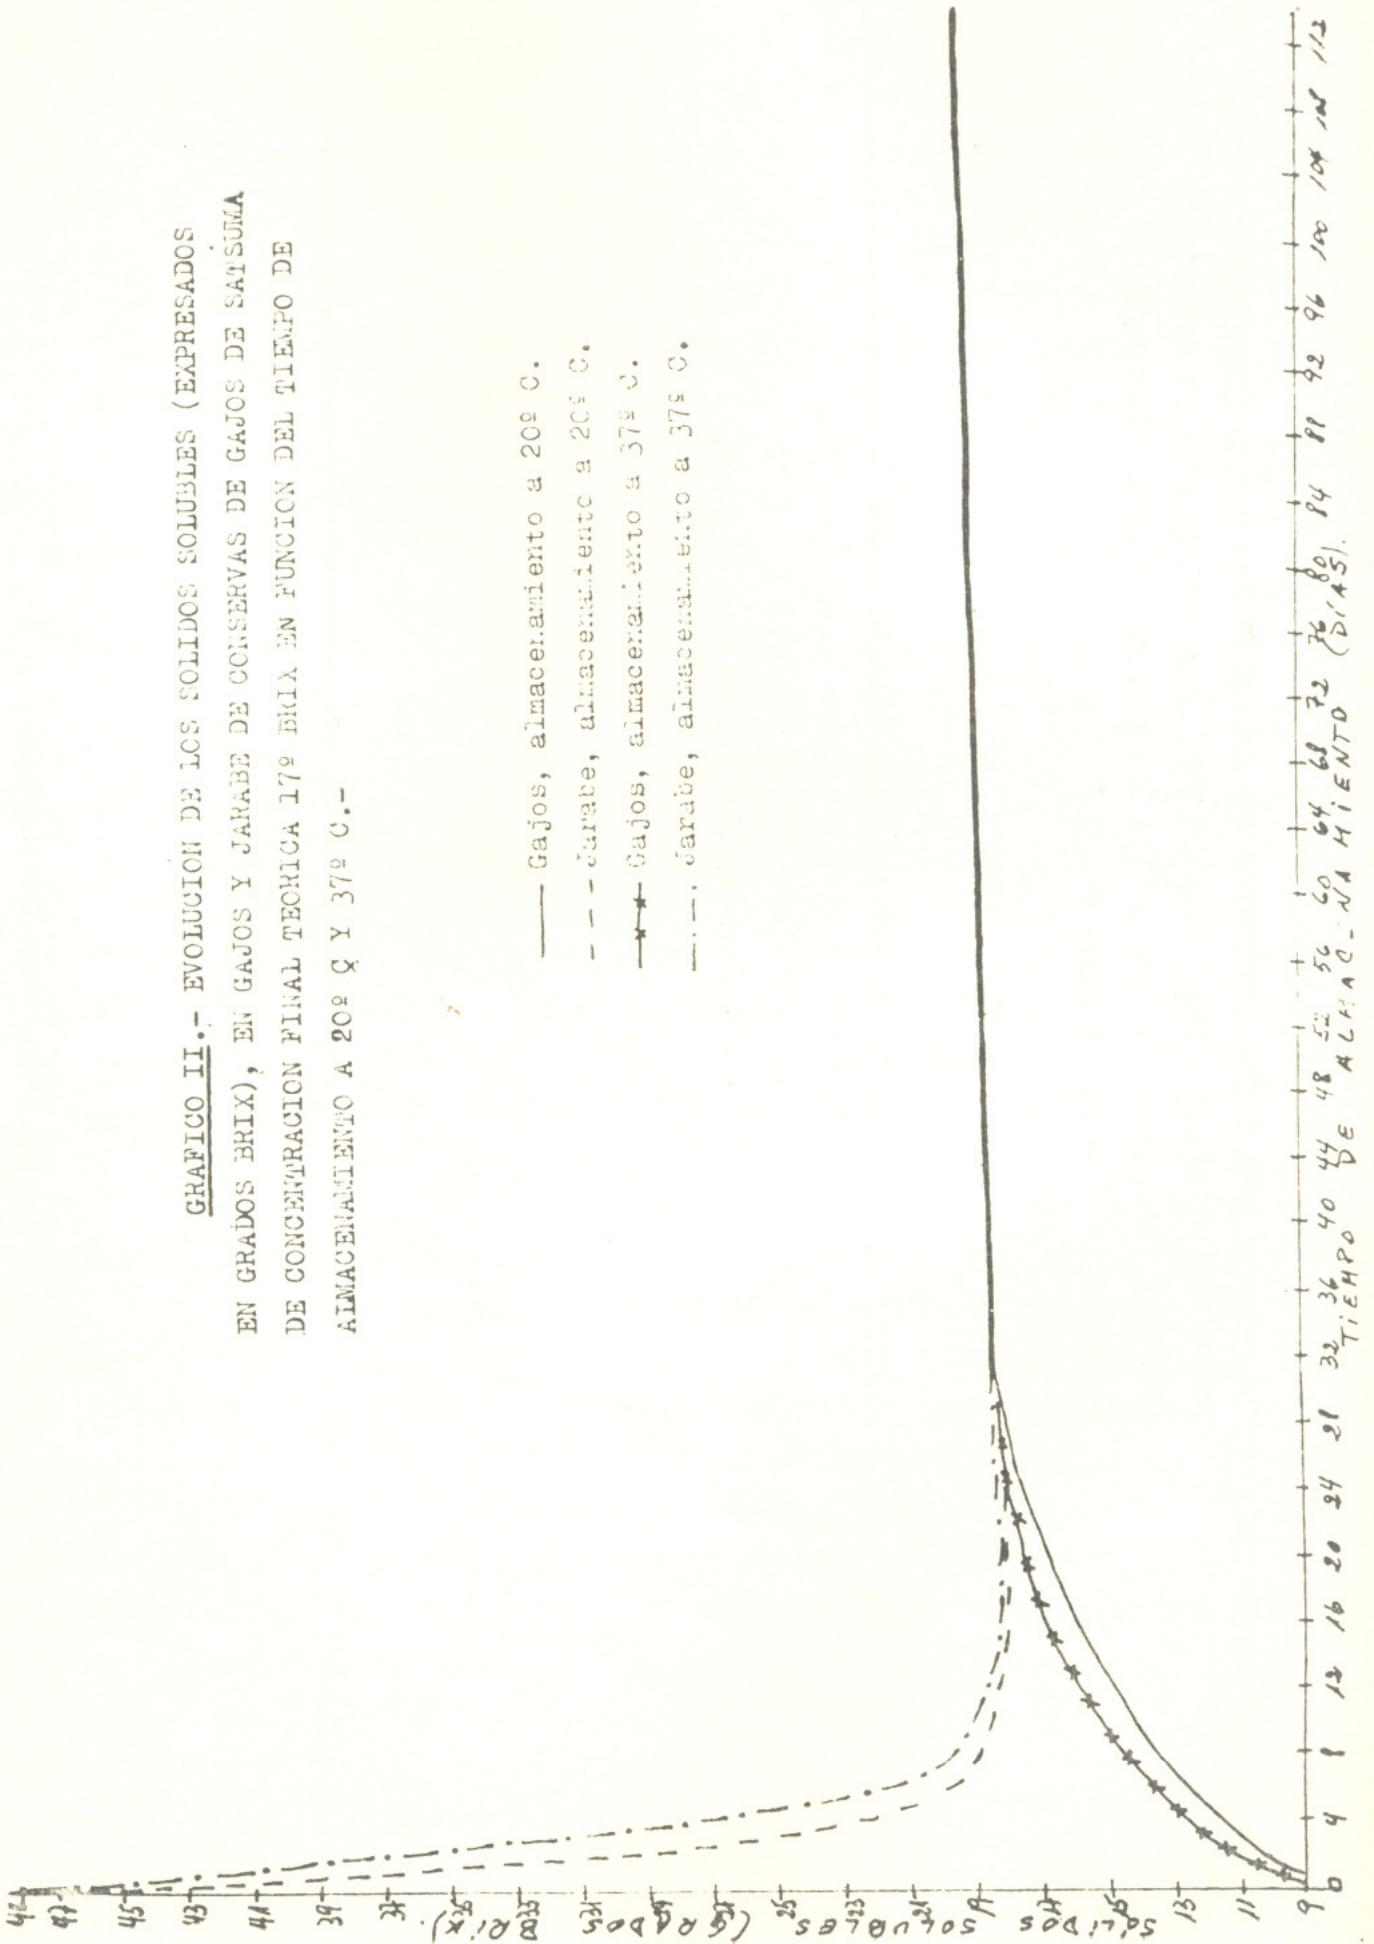 GRAFICO II.- EVOLUCION DE LOS SOLIDOS SOLUBLES (EXPRESADOS
EN GRADOS BRIX), EN GAJOS Y JARABE DE CONSERVAS DE GAJOS DE SATSUMA
DE CONCENTRACION FINAL TEORICA 17º BRIX EN FUNCION DEL TIEMPO DE
ALMACENAMIENTO A 20º C Y 37º C.-
Gajos, almacenamiento a 20º C.
Jarabe, almacenamiento a 20º C.
Gajos, almacenamiento a 37º C.
Jarabe, almacenamiento a 37º C.
47
45
43
41
39
37
35
33
31
29
27
25
23
21
19
17
15
13
11
9
SOLIDOS SOLUBLES (GRADOS BRIX).
0 4 8 12 16 20 24 28 32 36 40 44 48 52 56 60 64 68 72 76 80 84 88 92 96 100 104 108 112
TIEMPO DE ALMAC_NAMIENTO (DIAS).